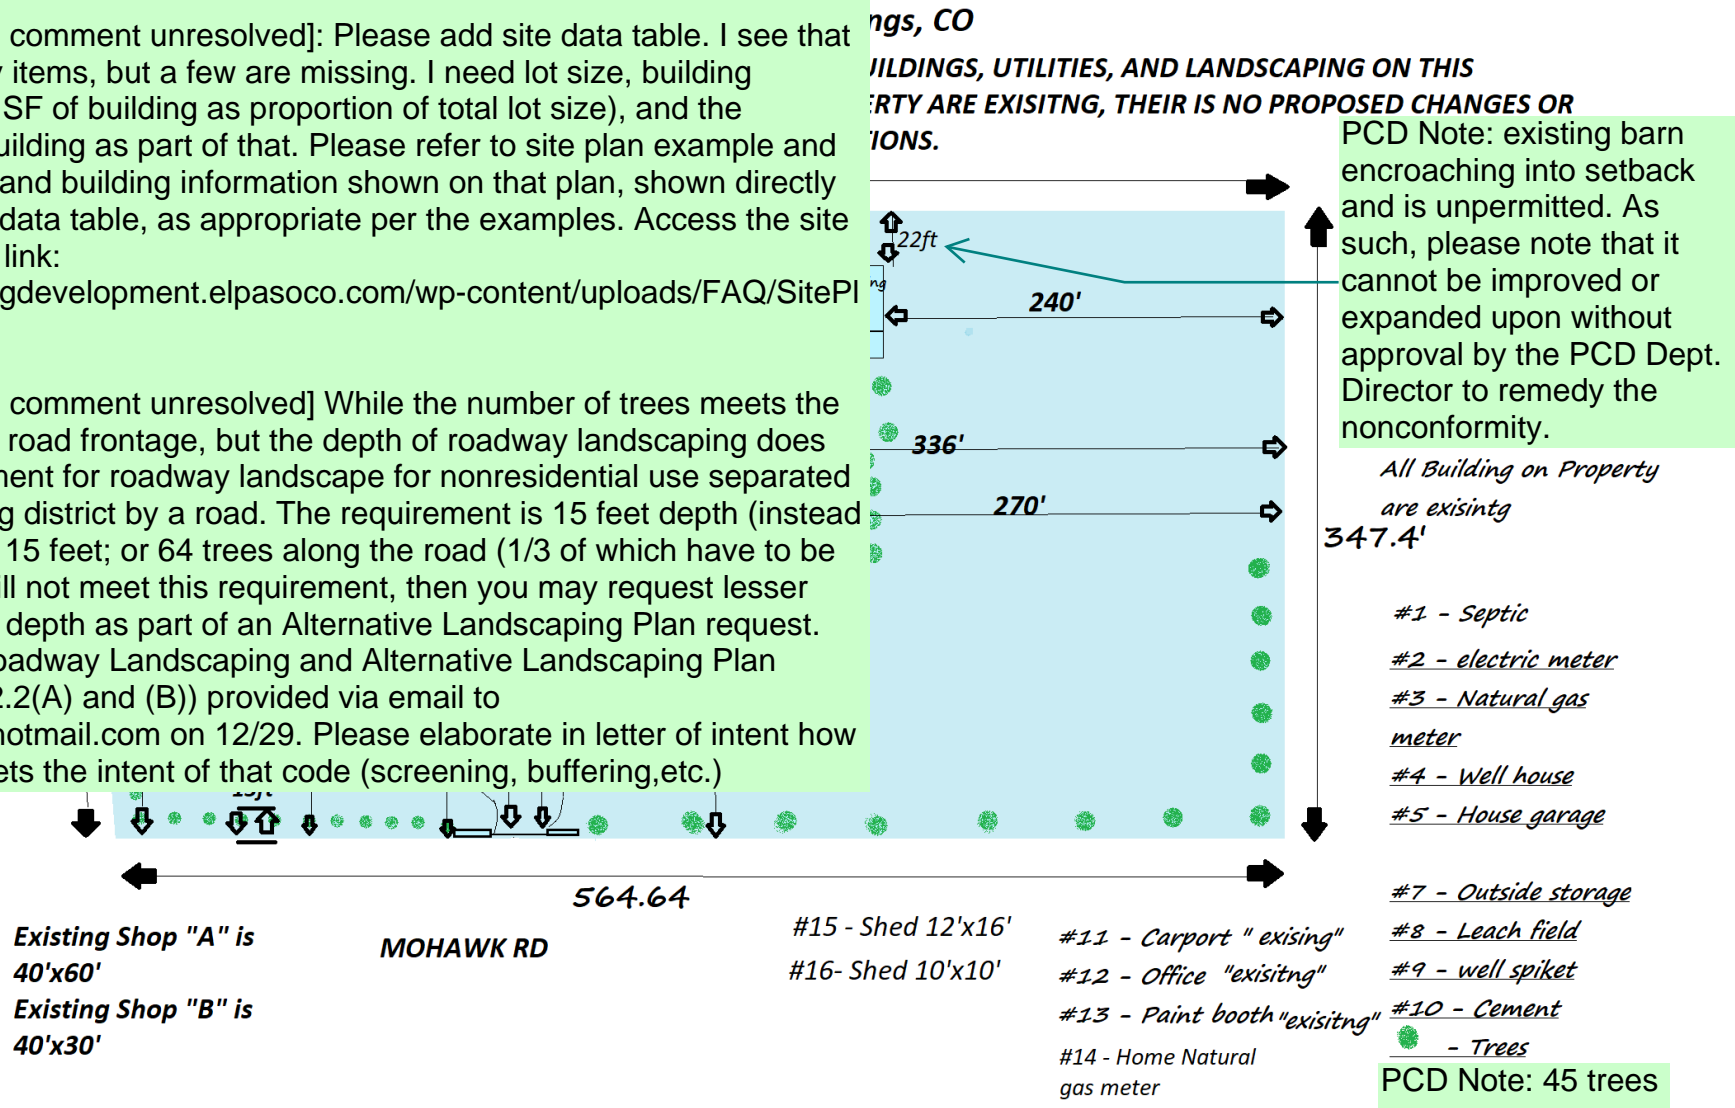 comment unresolved]: Please add site data table. I see that
items, but a few are missing. I need lot size, building
SF of building as proportion of total lot size), and the
uilding as part of that. Please refer to site plan example and
and building information shown on that plan, shown directly
data table, as appropriate per the examples. Access the site
link:
gdevelopment.elpasoco.com/wp-content/uploads/FAQ/SitePl
comment unresolved] While the number of trees meets the
road frontage, but the depth of roadway landscaping does
nent for roadway landscape for nonresidential use separated
g district by a road. The requirement is 15 feet depth (instead
15 feet; or 64 trees along the road (1/3 of which have to be
ill not meet this requirement, then you may request lesser
depth as part of an Alternative Landscaping Plan request.
oadway Landscaping and Alternative Landscaping Plan
2.2(A) and (B)) provided via email to
hotmail.com on 12/29. Please elaborate in letter of intent how
ets the intent of that code (screening, buffering,etc.)
ngs, CO
UILDINGS, UTILITIES, AND LANDSCAPING ON THIS
ERTY ARE EXISITNG, THEIR IS NO PROPOSED CHANGES OR
IONS.
PCD Note: existing barn
encroaching into setback
and is unpermitted. As
such, please note that it
cannot be improved or
expanded upon without
approval by the PCD Dept.
Director to remedy the
nonconformity.
22ft
ng
240'
336'
270'
All Building on Property
are exisintg
347.4'
#1 - Septic
#2 - electric meter
#3 - Natural gas
meter
#4 - Well house
#5 - House garage
#7 - Outside storage
#8 - Leach field
#9 - well spiket
#10 - Cement
- Trees
PCD Note: 45 trees
15ft
564.64
MOHAWK RD
Existing Shop "A" is
40'x60'
Existing Shop "B" is
40'x30'
#15 - Shed 12'x16'
#16- Shed 10'x10'
#11 - Carport " exising"
#12 - Office "exisitng"
#13 - Paint booth "exisitng"
#14 - Home Natural
gas meter